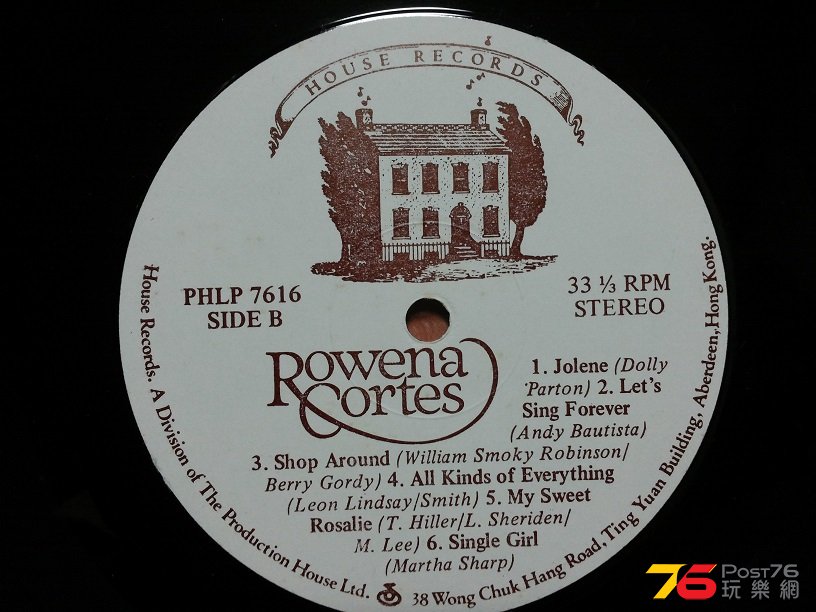 HOUSE RECORDS
PHLP 7616
SIDE B
33 ⅓ RPM
STEREO
Rowena
Cortes
1. Jolene (Dolly
Parton) 2. Let's
Sing Forever
(Andy Bautista)
3. Shop Around (William Smoky Robinson/
Berry Gordy) 4. All Kinds of Everything
(Leon Lindsay/Smith) 5. My Sweet
Rosalie (T. Hiller/L. Sheriden/
M. Lee) 6. Single Girl
(Martha Sharp)
House Records. A Division of The Production House Ltd. 38 Wong Chuk Hang Road, Ting Yuan Building, Aberdeen, Hong Kong.
76 POST76
玩樂網